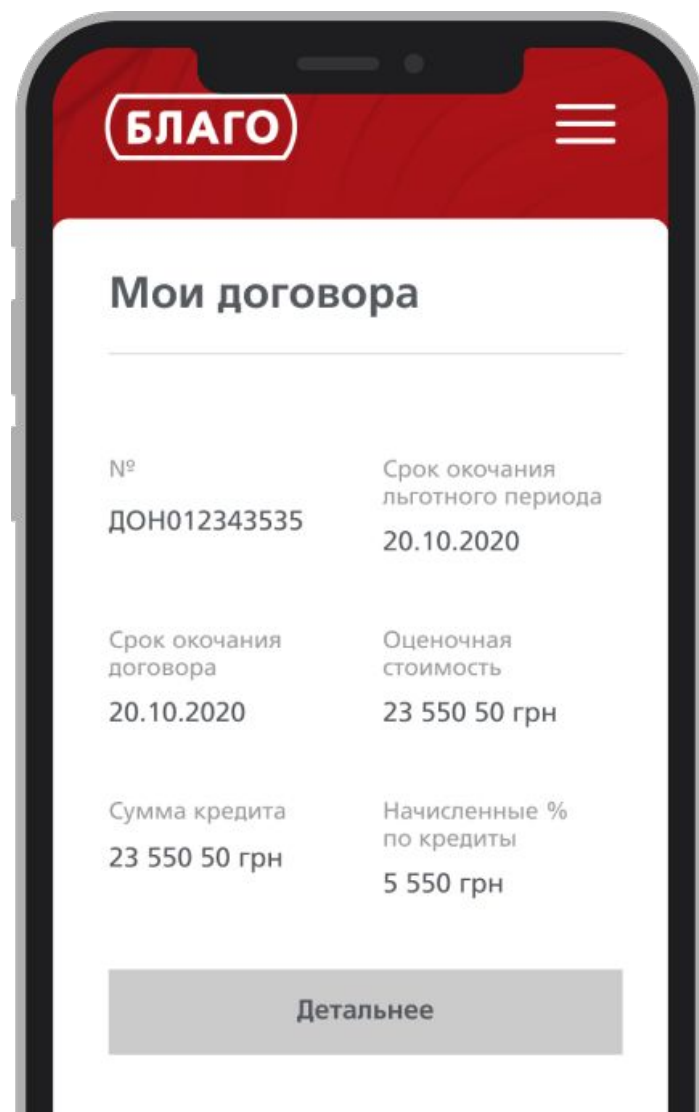 БЛАГО
Мои договора
№
ДОН012343535
Срок окочания
льготного периода
20.10.2020
Срок окочания
договора
20.10.2020
Оценочная
стоимость
23 550 50 грн
Сумма кредита
23 550 50 грн
Начисленные %
по кредиты
5 550 грн
Детальнее